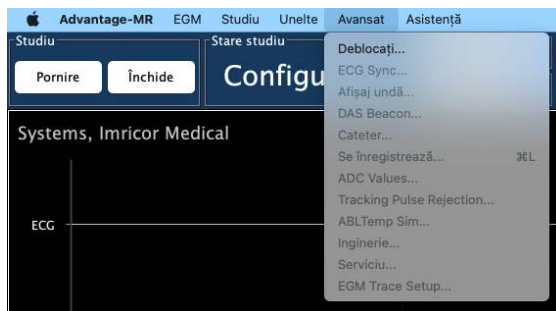 Advantage-MR EGM Studiu Unelte Avansat Asistență
Studiu
Stare studiu
Pornire Închide
Configu
Systems, Imricor Medical
ECG
Deblocați...
ECG Sync...
Afișaj undă...
DAS Beacon...
Cateter...
Se înregistrează... ⌘L
ADC Values...
Tracking Pulse Rejection...
ABLTemp Sim...
Inginerie...
Serviciu...
EGM Trace Setup...